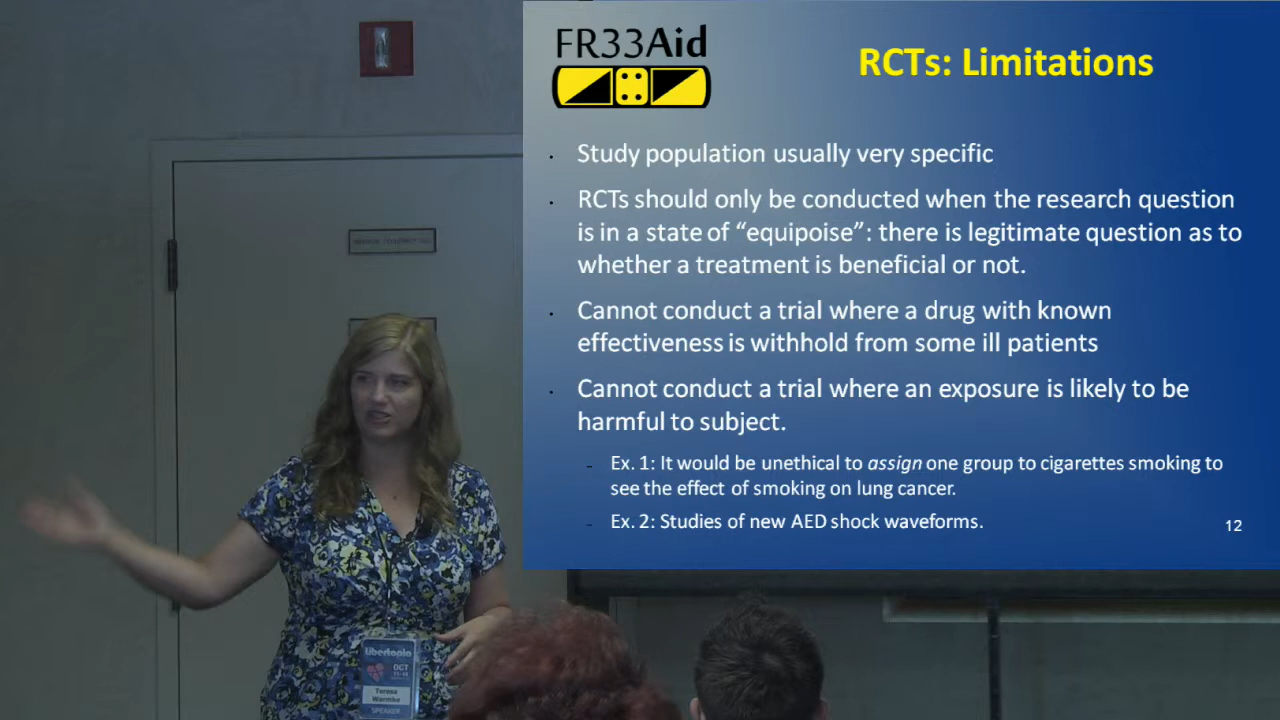 FR33Aid
RCTs: Limitations
Study population usually very specific
RCTs should only be conducted when the research question
is in a state of “equipoise”: there is legitimate question as to
whether a treatment is beneficial or not.
Cannot conduct a trial where a drug with known
effectiveness is withhold from some ill patients
Cannot conduct a trial where an exposure is likely to be
harmful to subject.
- Ex. 1: It would be unethical to assign one group to cigarettes smoking to
see the effect of smoking on lung cancer.
- Ex. 2: Studies of new AED shock waveforms.
12
libertopia
OCT
Teresa
Warmke
SPEAKER